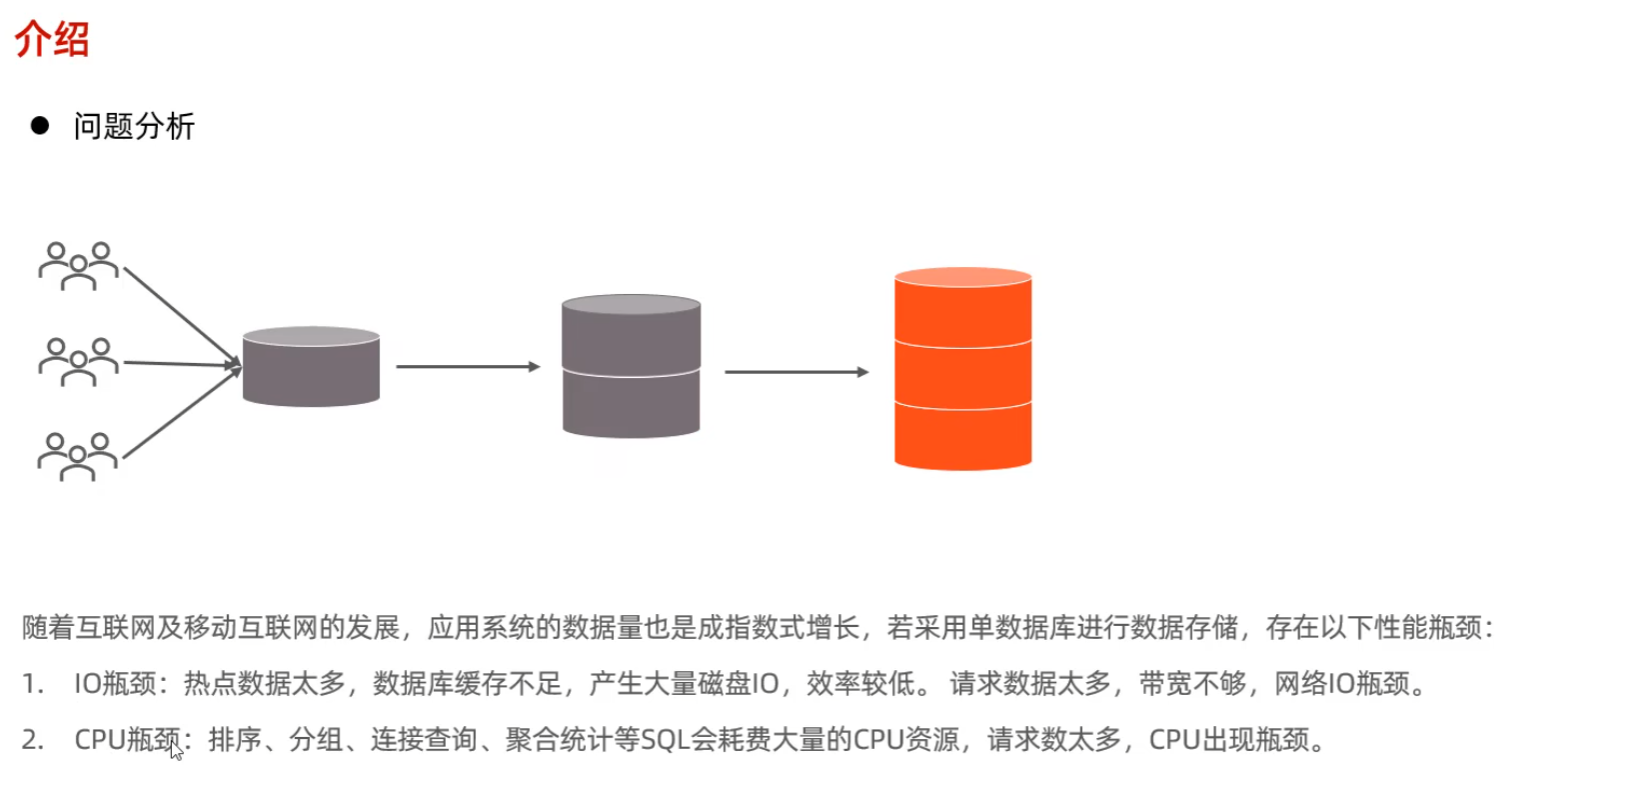 介绍
● 问题分析
随着互联网及移动互联网的发展，应用系统的数据量也是成指数式增长，若采用单数据库进行数据存储，存在以下性能瓶颈：
1. IO瓶颈：热点数据太多，数据库缓存不足，产生大量磁盘IO，效率较低。 请求数据太多，带宽不够，网络IO瓶颈。
2. CPU瓶颈：排序、分组、连接查询、聚合统计等SQL会耗费大量的CPU资源，请求数太多，CPU出现瓶颈。